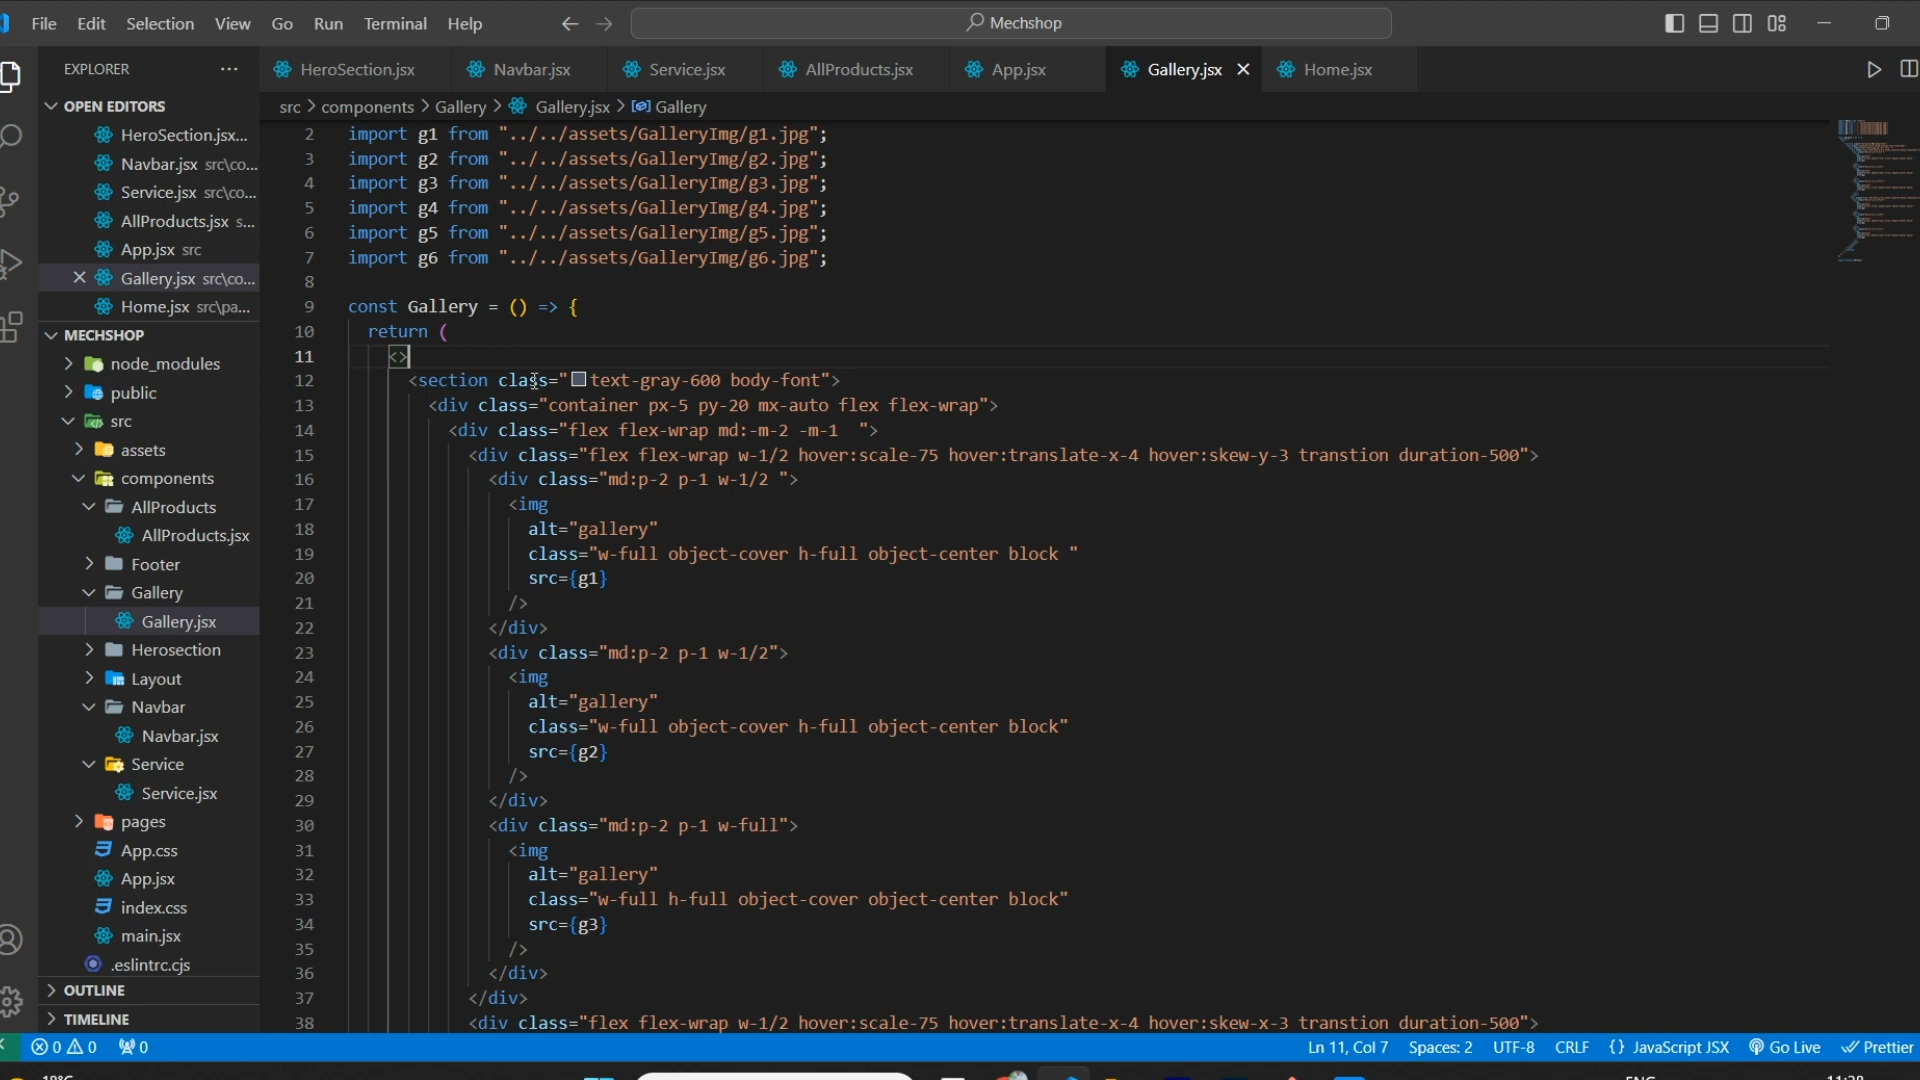 File Edit Selection View Go Run Terminal Help
Mechshop
EXPLORER
HeroSection.jsx Navbar.jsx Service.jsx AllProducts.jsx App.jsx Gallery.jsx Home.jsx
src > components > Gallery > Gallery.jsx > Gallery
OPEN EDITORS
HeroSection.jsx...
Navbar.jsx src\co...
Service.jsx src\co...
AllProducts.jsx s...
App.jsx src
Gallery.jsx src\co...
Home.jsx src\pa...
MECHSHOP
node_modules
public
src
assets
components
AllProducts
AllProducts.jsx
Footer
Gallery
Gallery.jsx
Herosection
Layout
Navbar
Navbar.jsx
Service
Service.jsx
pages
App.css
App.jsx
index.css
main.jsx
.eslintrc.cjs
OUTLINE
TIMELINE
2 import g1 from "../../assets/GalleryImg/g1.jpg";
3 import g2 from "../../assets/GalleryImg/g2.jpg";
4 import g3 from "../../assets/GalleryImg/g3.jpg";
5 import g4 from "../../assets/GalleryImg/g4.jpg";
6 import g5 from "../../assets/GalleryImg/g5.jpg";
7 import g6 from "../../assets/GalleryImg/g6.jpg";
8
9 const Gallery = () => {
10 return (
11 <>
12 <section class="text-gray-600 body-font">
13 <div class="container px-5 py-20 mx-auto flex flex-wrap">
14 <div class="flex flex-wrap md:-m-2 -m-1  ">
15 <div class="flex flex-wrap w-1/2 hover:scale-75 hover:translate-x-4 hover:skew-y-3 transtion duration-500">
16 <div class="md:p-2 p-1 w-1/2 ">
17 <img
18 alt="gallery"
19 class="w-full object-cover h-full object-center block "
20 src={g1}
21 />
22 </div>
23 <div class="md:p-2 p-1 w-1/2">
24 <img
25 alt="gallery"
26 class="w-full object-cover h-full object-center block"
27 src={g2}
28 />
29 </div>
30 <div class="md:p-2 p-1 w-full">
31 <img
32 alt="gallery"
33 class="w-full h-full object-cover object-center block"
34 src={g3}
35 />
36 </div>
37 </div>
38 <div class="flex flex-wrap w-1/2 hover:scale-75 hover:translate-x-4 hover:skew-x-3 transtion duration-500">
0 0 0 Ln 11, Col 7 Spaces: 2 UTF-8 CRLF {} JavaScript JSX Go Live Prettier